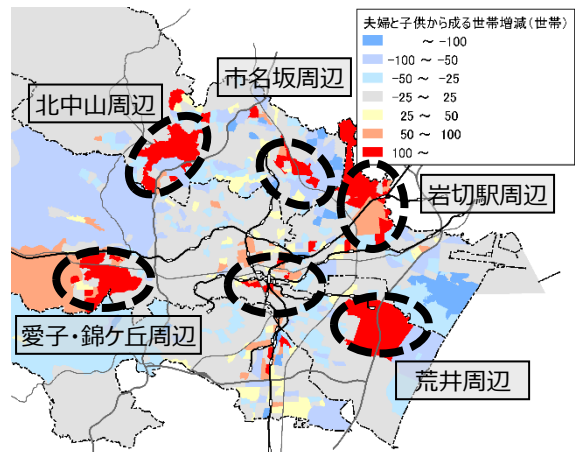 夫婦と子供から成る世帯増減(世帯)
～ -100
-100 ～ -50
-50 ～ -25
-25 ～ 25
25 ～ 50
50 ～ 100
100 ～
市名坂周辺
北中山周辺
岩切駅周辺
愛子・錦ケ丘周辺
荒井周辺